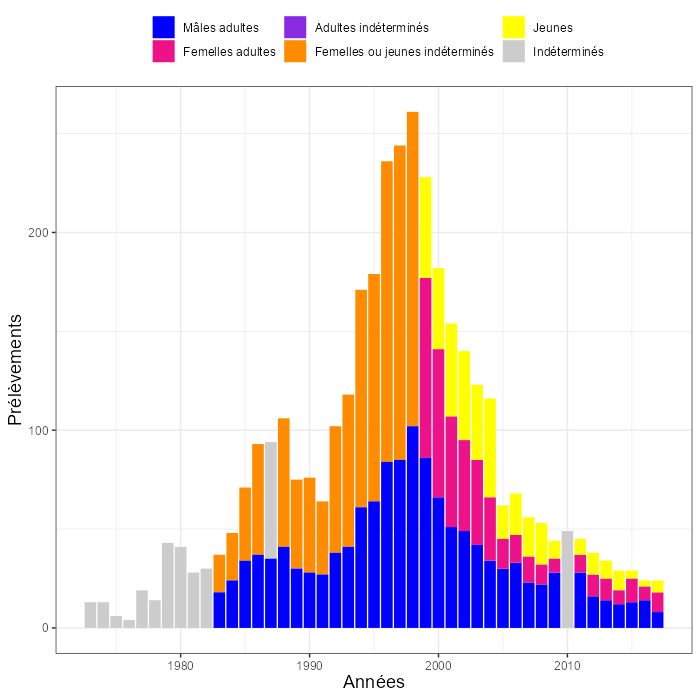 Mâles adultes Adultes indéterminés Jeunes
Femelles adultes Femelles ou jeunes indéterminés Indéterminés
200
100
0
Prélèvements
1980 1990 2000 2010
Années